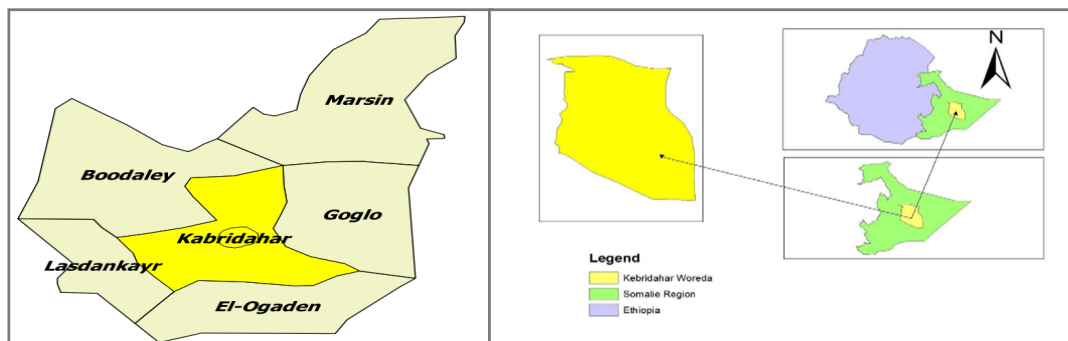 Marsin
Boodaley
Goglo
Kabridahar
Lasdankayr
El-Ogaden
N
Legend
Kebridahar Woreda
Somalie Region
Ethiopia